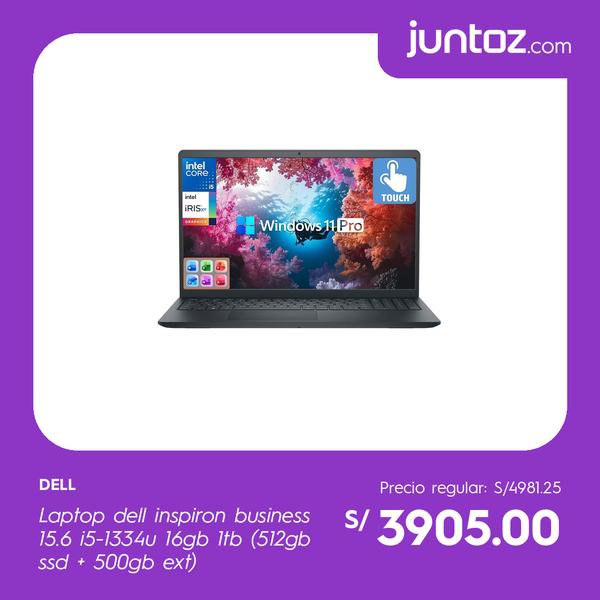 juntoz.com
intel
CORE
i5
intel
iRIS xe
GRAPHICS
TOUCH
Windows 11 Pro
DELL
Laptop dell inspiron business
15.6 i5-1334u 16gb 1tb (512gb
ssd + 500gb ext)
Precio regular: S/4981.25
S/ 3905.00